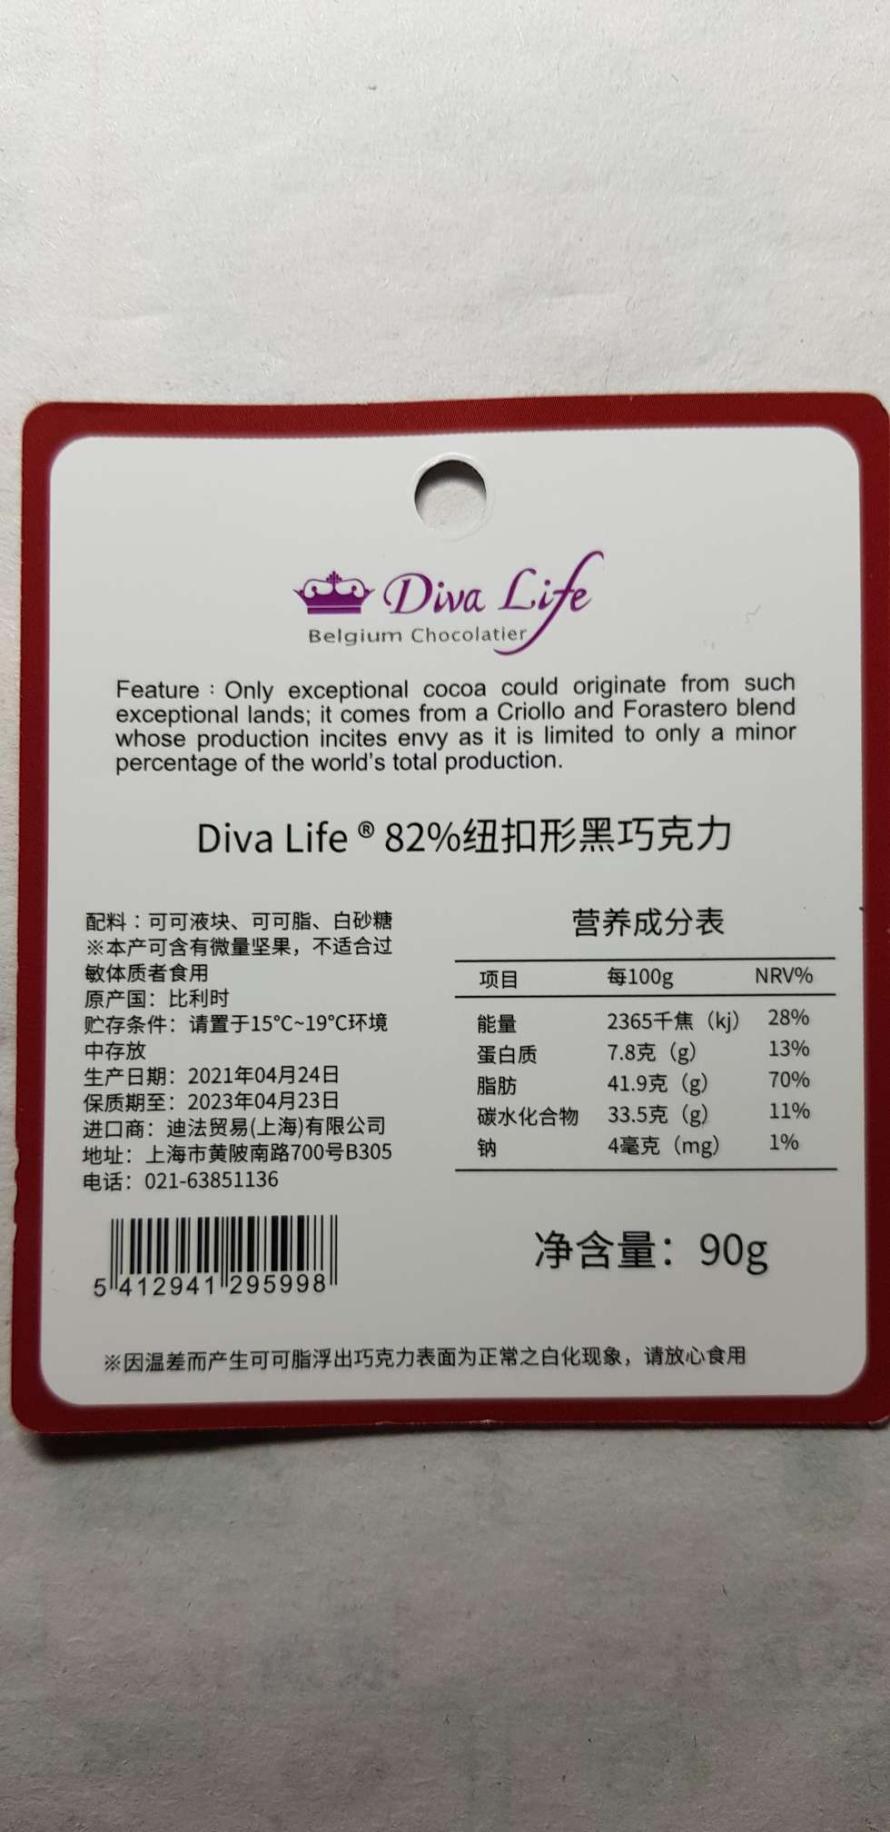 Diva Life
Belgium Chocolatier
Feature : Only exceptional cocoa could originate from such
exceptional lands; it comes from a Criollo and Forastero blend
whose production incites envy as it is limited to only a minor
percentage of the world's total production.
Diva Life ® 82%纽扣形黑巧克力
配料：可可液块、可可脂、白砂糖
※本产可含有微量坚果，不适合过
敏体质者食用
原产国：比利时
贮存条件：请置于15℃~19℃环境
中存放
生产日期：2021年04月24日
保质期至：2023年04月23日
进口商：迪法贸易(上海)有限公司
地址：上海市黄陂南路700号B305
电话：021-63851136
5 412941 295998
营养成分表
项目 每100g NRV%
能量 2365千焦（kj） 28%
蛋白质 7.8克（g） 13%
脂肪 41.9克（g） 70%
碳水化合物 33.5克（g） 11%
钠 4毫克（mg） 1%
净含量：90g
※因温差而产生可可脂浮出巧克力表面为正常之白化现象，请放心食用